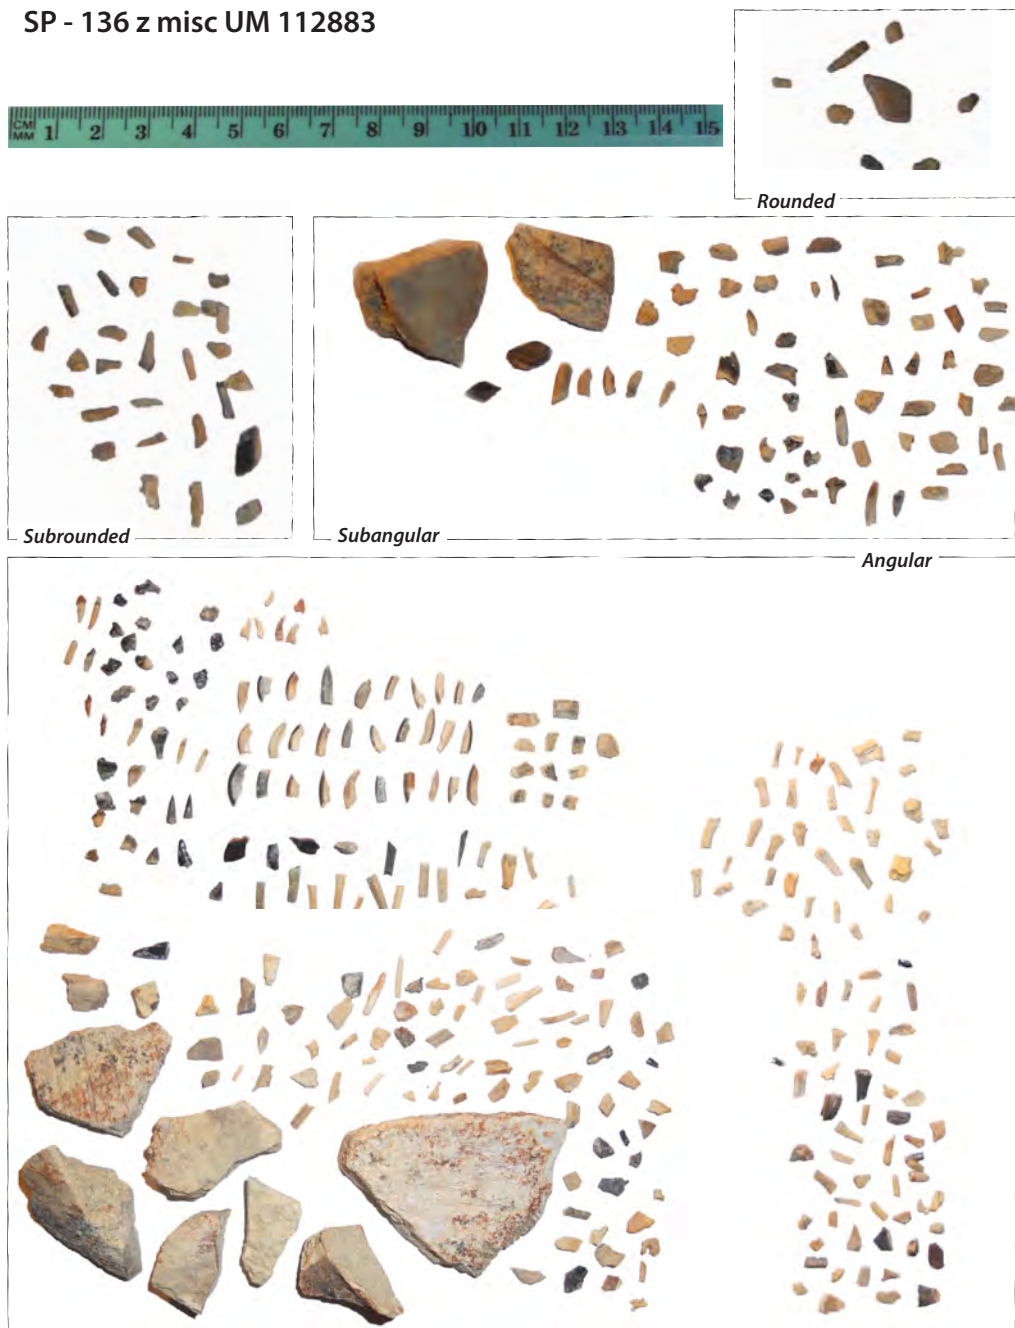 SP - 136 z misc UM 112883
CM
MM 1 2 3 4 5 6 7 8 9 10 11 12 13 14 15
Rounded
Subrounded
Subangular
Angular